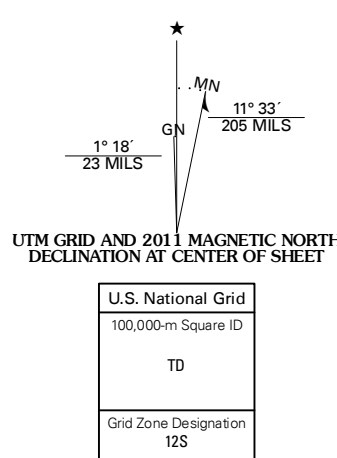 MN
11° 33´
205 MILS
GN
1° 18´
23 MILS
UTM GRID AND 2011 MAGNETIC NORTH
DECLINATION AT CENTER OF SHEET
U.S. National Grid
100,000-m Square ID
TD
Grid Zone Designation
12S